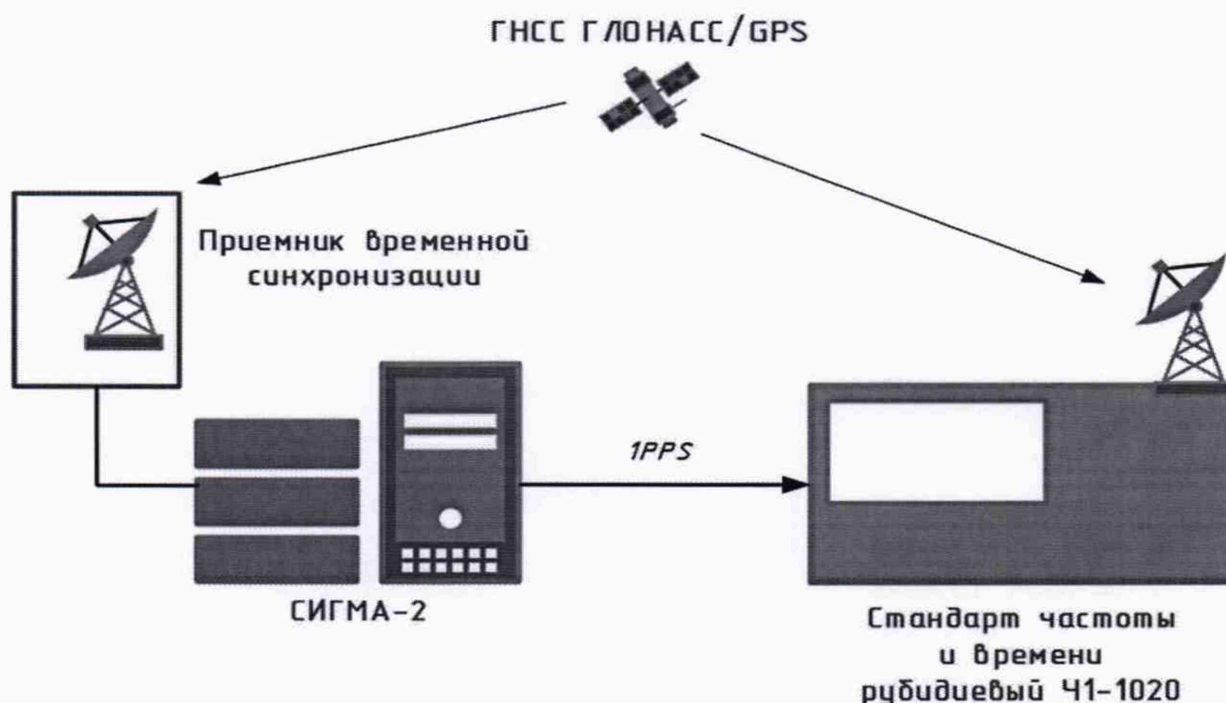 ГНСС ГЛОНАСС/GPS
Приемник временной
синхронизации
1PPS
СИГМА-2
Стандарт частоты
и времени
рубидиевый Ч1-1020